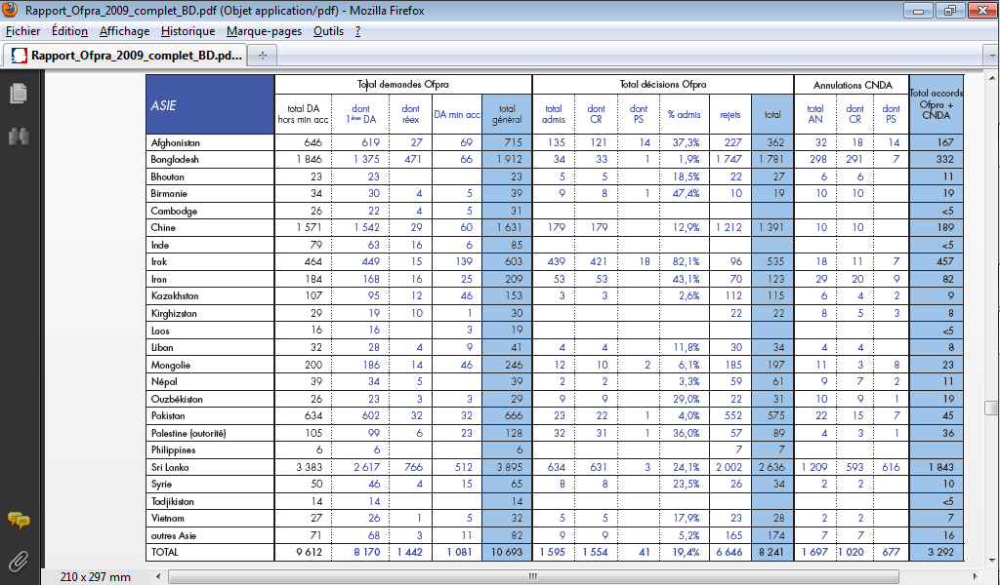 Rapport_Ofpra_2009_complet_BD.pdf (Objet application/pdf) - Mozilla Firefox
Fichier Édition Affichage Historique Marque-pages Outils ?
Rapport_Ofpra_2009_complet_BD.pd...
ASIE Total demandes Ofpra Total décisions Ofpra Annulations CNDA Total accords Ofpra + CNDA
total DA hors min acc dont 1ères DA dont réex DA min acc total général total admis dont CR dont PS % admis rejets total total AN dont CR dont PS
Afghanistan 646 619 27 69 715 135 121 14 37,3% 227 362 32 18 14 167
Bangladesh 1 846 1 375 471 66 1 912 34 33 1 1,9% 1 747 1 781 298 291 7 332
Bhoutan 23 23 23 5 5 18,5% 22 27 6 6 11
Birmanie 34 30 4 5 39 9 8 1 47,4% 10 19 10 10 19
Cambodge 26 22 4 5 31 <5
Chine 1 571 1 542 29 60 1 631 179 179 12,9% 1 212 1 391 10 10 189
Inde 79 63 16 6 85 <5
Irak 464 449 15 139 603 439 421 18 82,1% 96 535 18 11 7 457
Iran 184 168 16 25 209 53 53 43,1% 70 123 29 20 9 82
Kazakhstan 107 95 12 46 153 3 3 2,6% 112 115 6 4 2 9
Kirghizstan 29 19 10 1 30 22 22 8 5 3 8
Laos 16 16 3 19 <5
Liban 32 28 4 9 41 4 4 11,8% 30 34 4 4 8
Mongolie 200 186 14 46 246 12 10 2 6,1% 185 197 11 3 8 23
Népal 39 34 5 39 2 2 3,3% 59 61 9 7 2 11
Ouzbékistan 26 23 3 3 29 9 9 29,0% 22 31 10 9 1 19
Pakistan 634 602 32 32 666 23 22 1 4,0% 552 575 22 15 7 45
Palestine (autorité) 105 99 6 23 128 32 31 1 36,0% 57 89 4 3 1 36
Philippines 6 6 6 7 7
Sri Lanka 3 383 2 617 766 512 3 895 634 631 3 24,1% 2 002 2 636 1 209 593 616 1 843
Syrie 50 46 4 15 65 8 8 23,5% 26 34 2 2 10
Tadjikistan 14 14 14 <5
Vietnam 27 26 1 5 32 5 5 17,9% 23 28 2 2 7
autres Asie 71 68 3 11 82 9 9 5,2% 165 174 7 7 16
TOTAL 9 612 8 170 1 442 1 081 10 693 1 595 1 554 41 19,4% 6 646 8 241 1 697 1 020 677 3 292
210 x 297 mm